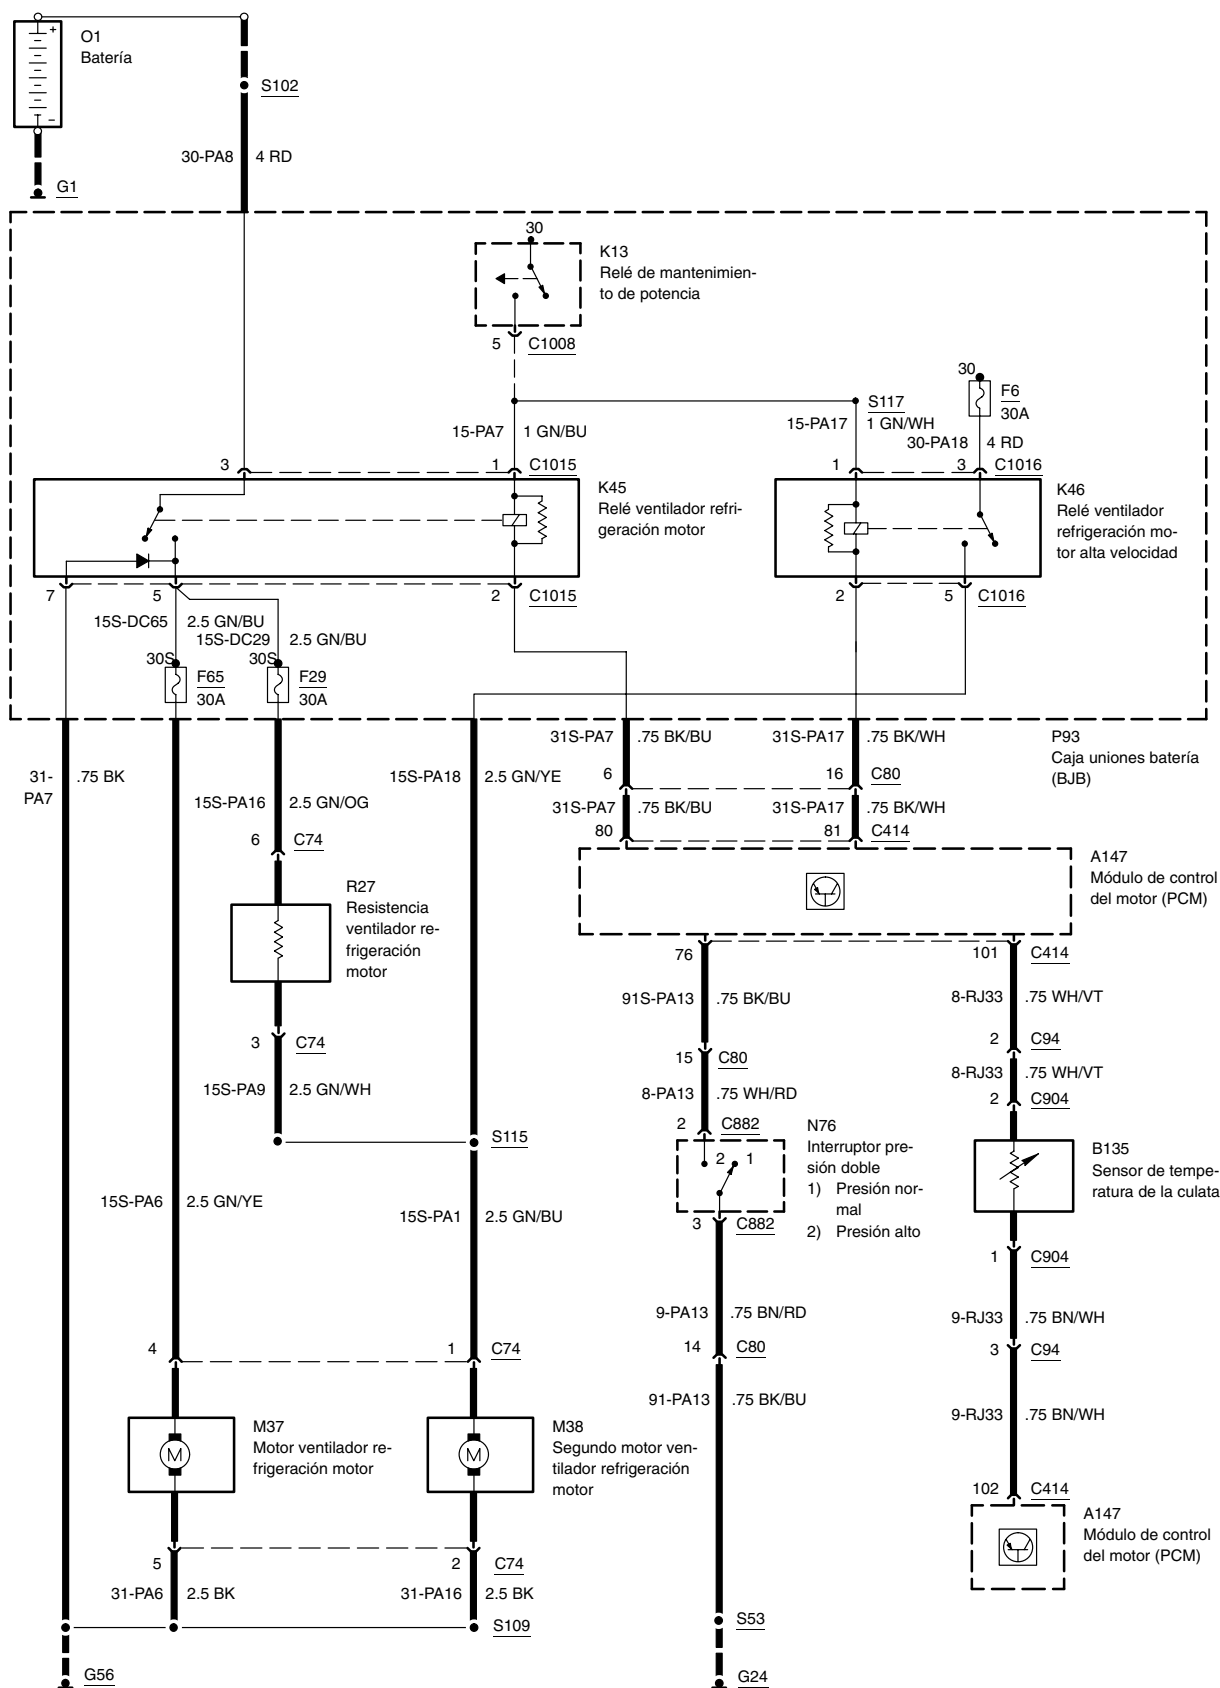 +
O1
Batería
S102
−
30-PA8
4 RD
G1
30
K13
Relé de mantenimien-
to de potencia
5
C1008
30
F6
30A
S117
15-PA7
1 GN/BU
15-PA17
1 GN/WH
30-PA18
4 RD
3
1
C1015
1
3
C1016
K45
Relé ventilador refri-
geración motor
K46
Relé ventilador
refrigeración mo-
tor alta velocidad
7
5
2
C1015
2
5
C1016
15S-DC65
2.5 GN/BU
15S-DC29
2.5 GN/BU
30S
30S
F65
30A
F29
30A
31S-PA7
.75 BK/BU
31S-PA17
.75 BK/WH
P93
Caja uniones batería
(BJB)
31-
PA7
.75 BK
15S-PA18
2.5 GN/YE
6
16
C80
15S-PA16
2.5 GN/OG
31S-PA7
.75 BK/BU
31S-PA17
.75 BK/WH
6
C74
80
81
C414
A147
Módulo de control
del motor (PCM)
R27
Resistencia
ventilador re-
frigeración
motor
76
101
C414
91S-PA13
.75 BK/BU
8-RJ33
.75 WH/VT
3
C74
2
C94
15
C80
8-RJ33
.75 WH/VT
15S-PA9
2.5 GN/WH
8-PA13
.75 WH/RD
2
C904
2
C882
N76
Interruptor pre-
sión doble
1) Presión nor-
mal
2) Presión alto
S115
2
1
B135
Sensor de tempe-
ratura de la culata
15S-PA6
2.5 GN/YE
15S-PA1
2.5 GN/BU
3
C882
1
C904
9-PA13
.75 BN/RD
9-RJ33
.75 BN/WH
4
1
C74
14
C80
3
C94
91-PA13
.75 BK/BU
9-RJ33
.75 BN/WH
M37
Motor ventilador re-
frigeración motor
M
M38
Segundo motor ven-
tilador refrigeración
motor
M
102
C414
A147
Módulo de control
del motor (PCM)
5
2
C74
31-PA6
2.5 BK
31-PA16
2.5 BK
S109
S53
G56
G24